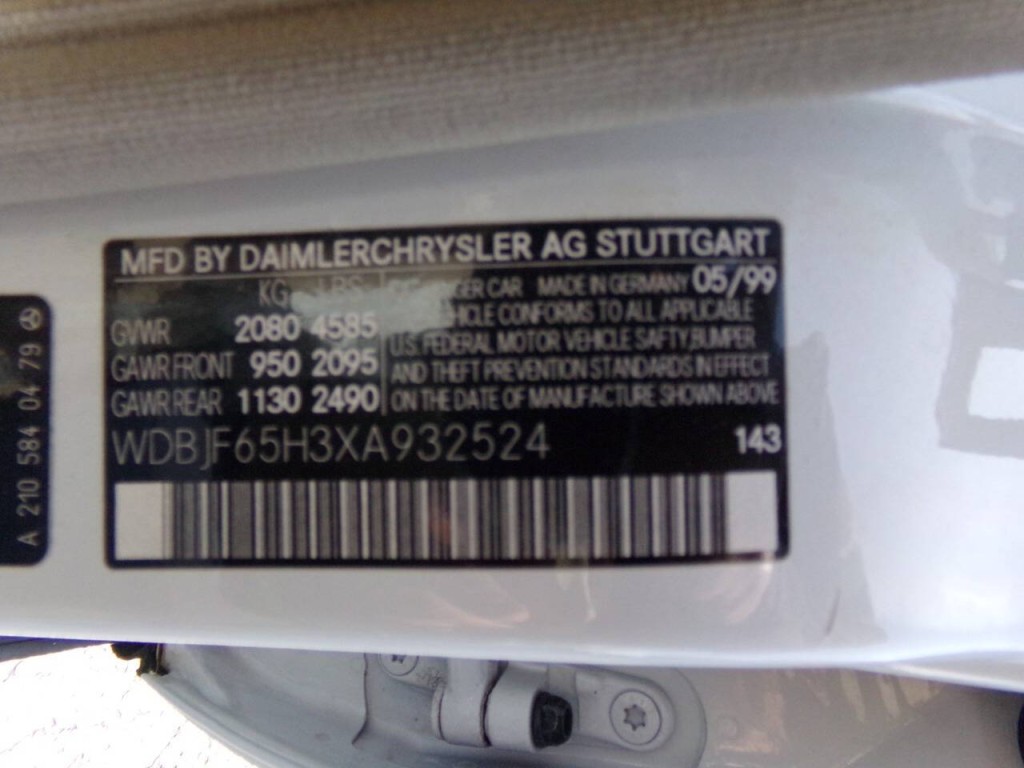 MFD BY DAIMLERCHRYSLER AG STUTTGART
KG LBS CAR MADE IN GERMANY 05/99
GVWR 2080 4585 CONFORMS TO ALL APPLICABLE
GAWR FRONT 950 2095 U.S. FEDERAL MOTOR VEHICLE SAFTY,BUMPER
AND THEFT PREVENTION STANDARDS IN EFFECT
GAWR REAR 1130 2490 ON THE DATE OF MANUFACTURE SHOWN ABOVE
WDBJF65H3XA932524 143
A 210 584 04 79